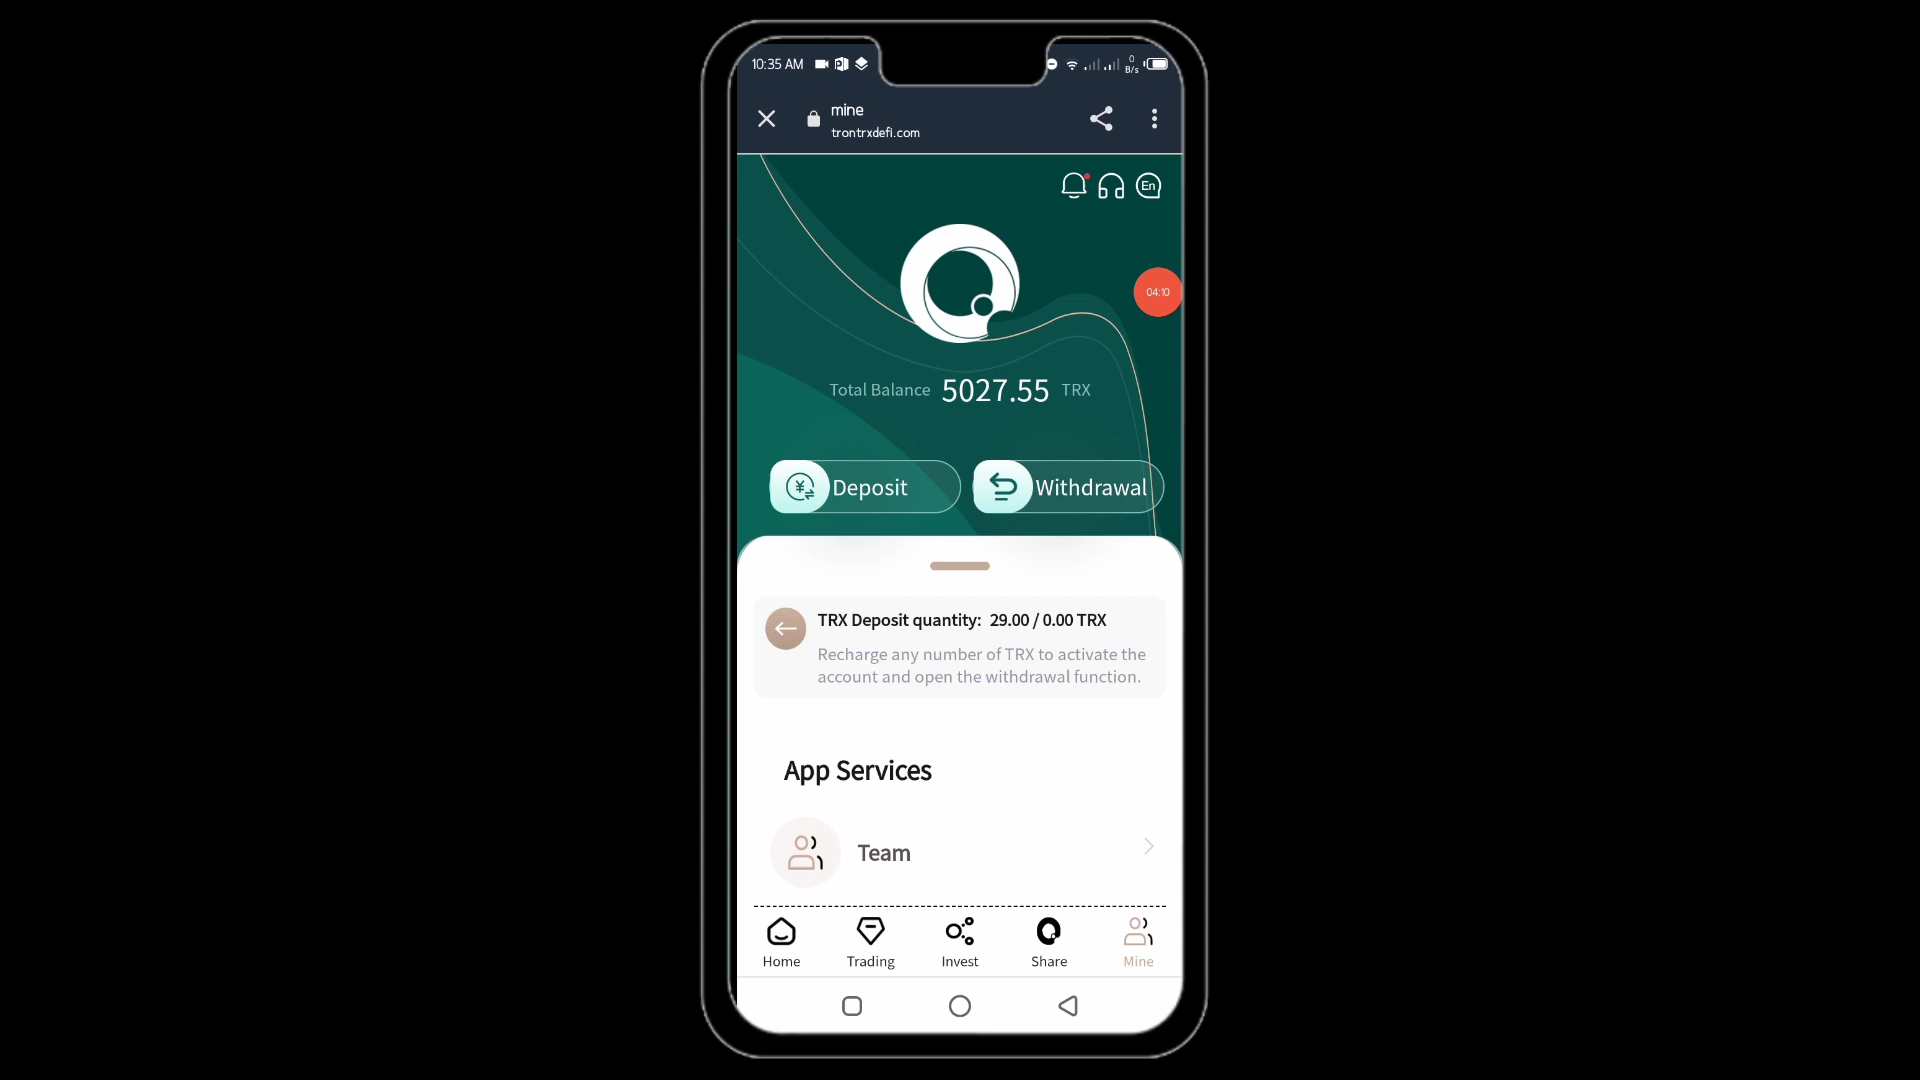 10:35 AM
0
B/s
mine
trontrxdefi.com
En
04:10
Total Balance 5027.55 TRX
Deposit
Withdrawal
TRX Deposit quantity: 29.00 / 0.00 TRX
Recharge any number of TRX to activate the
account and open the withdrawal function.
App Services
Team
Home
Trading
Invest
Share
Mine